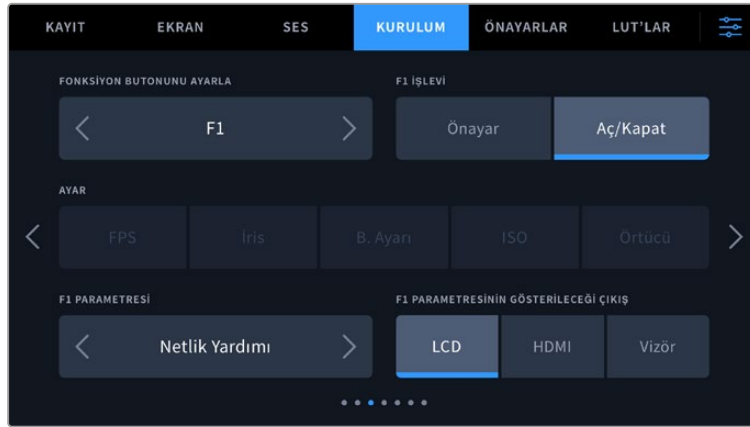 KAYIT EKRAN SES KURULUM ÖNAYARLAR LUT'LAR
FONKSİYON BUTONUNU AYARLA F1 İŞLEVİ
F1 Önayar Aç/Kapat
AYAR
FPS İris B. Ayarı ISO Örtücü
F1 PARAMETRESİ F1 PARAMETRESİNİN GÖSTERİLECEĞİ ÇIKIŞ
Netlik Yardımı LCD HDMI Vizör